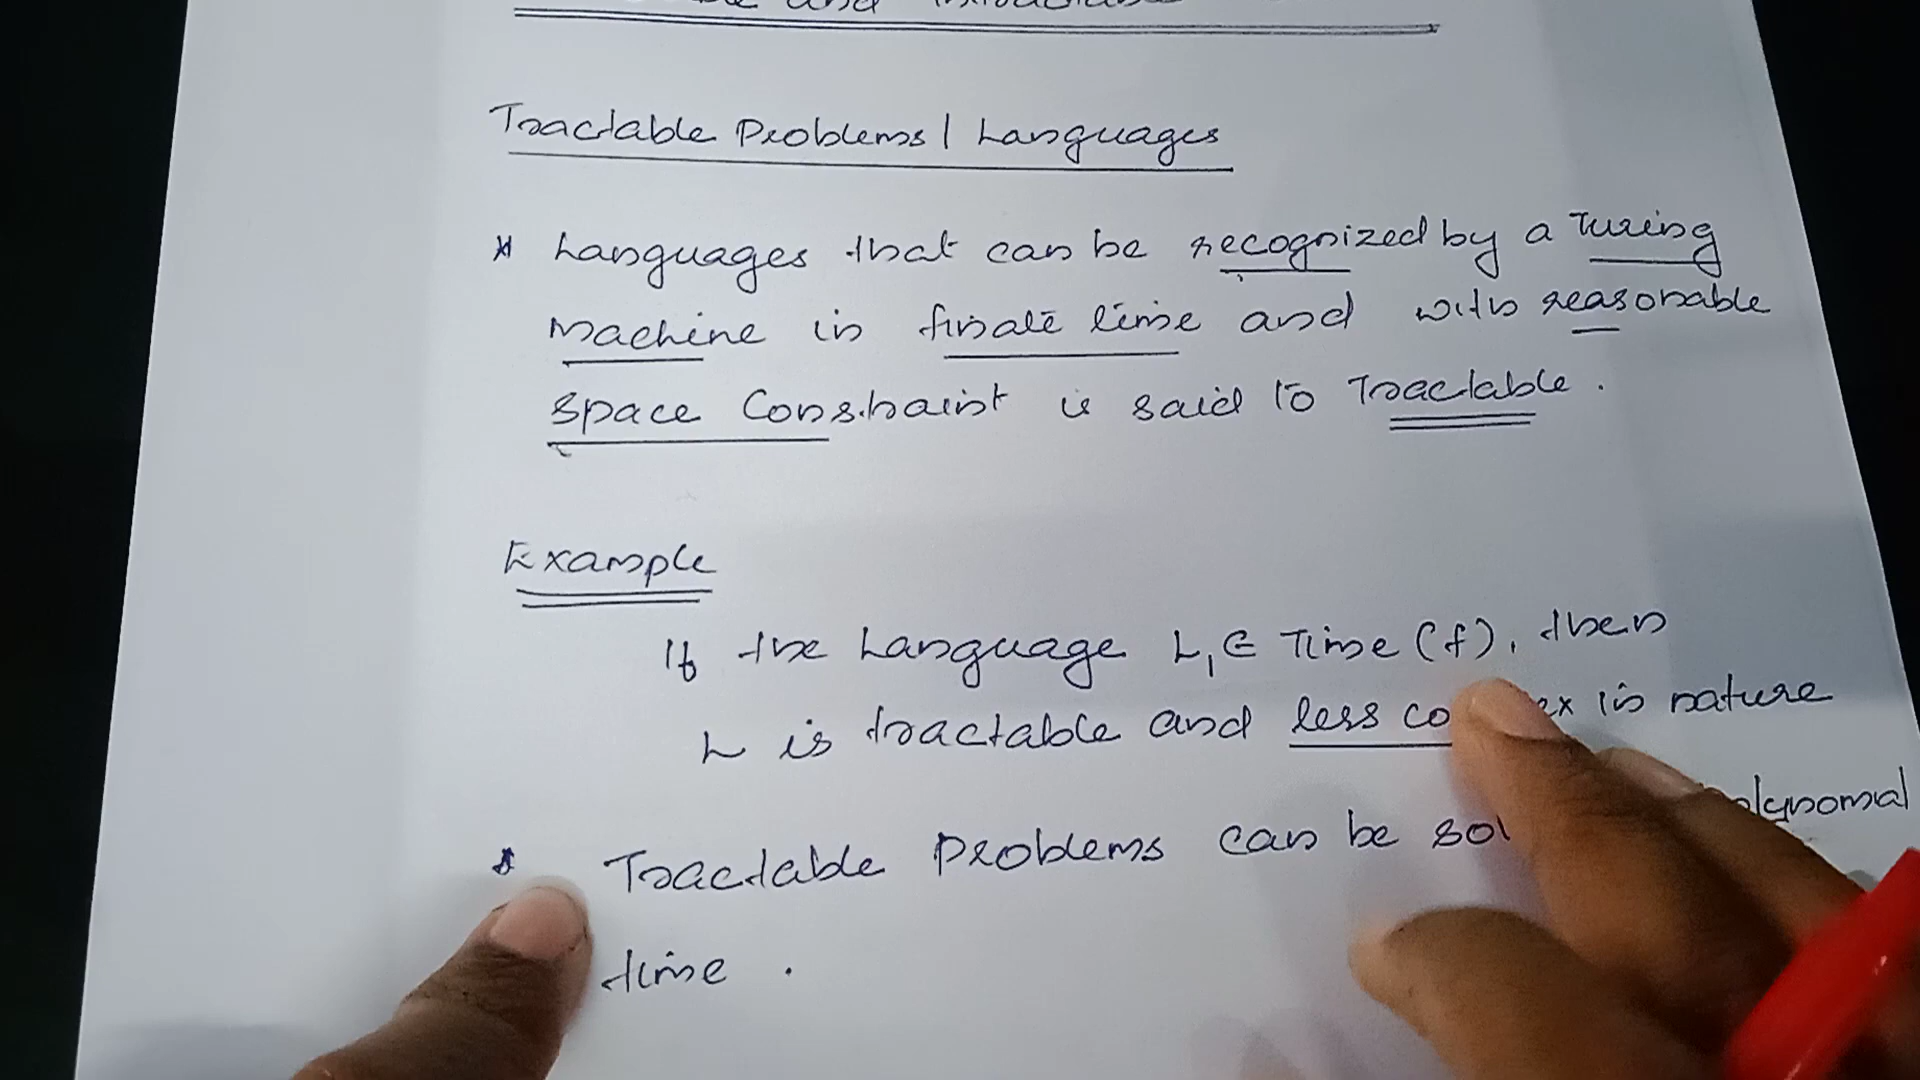 and
Tractable Problems | Languages
* Languages that can be recognized by a Turing
Machine in finate time and with reasonable
Space Constraint is said to Tractable.
Example
If the Language L1 ∈ Time (f), then
L is tractable and less co ex in nature
* Tractable Problems can be sol olynomal
time.